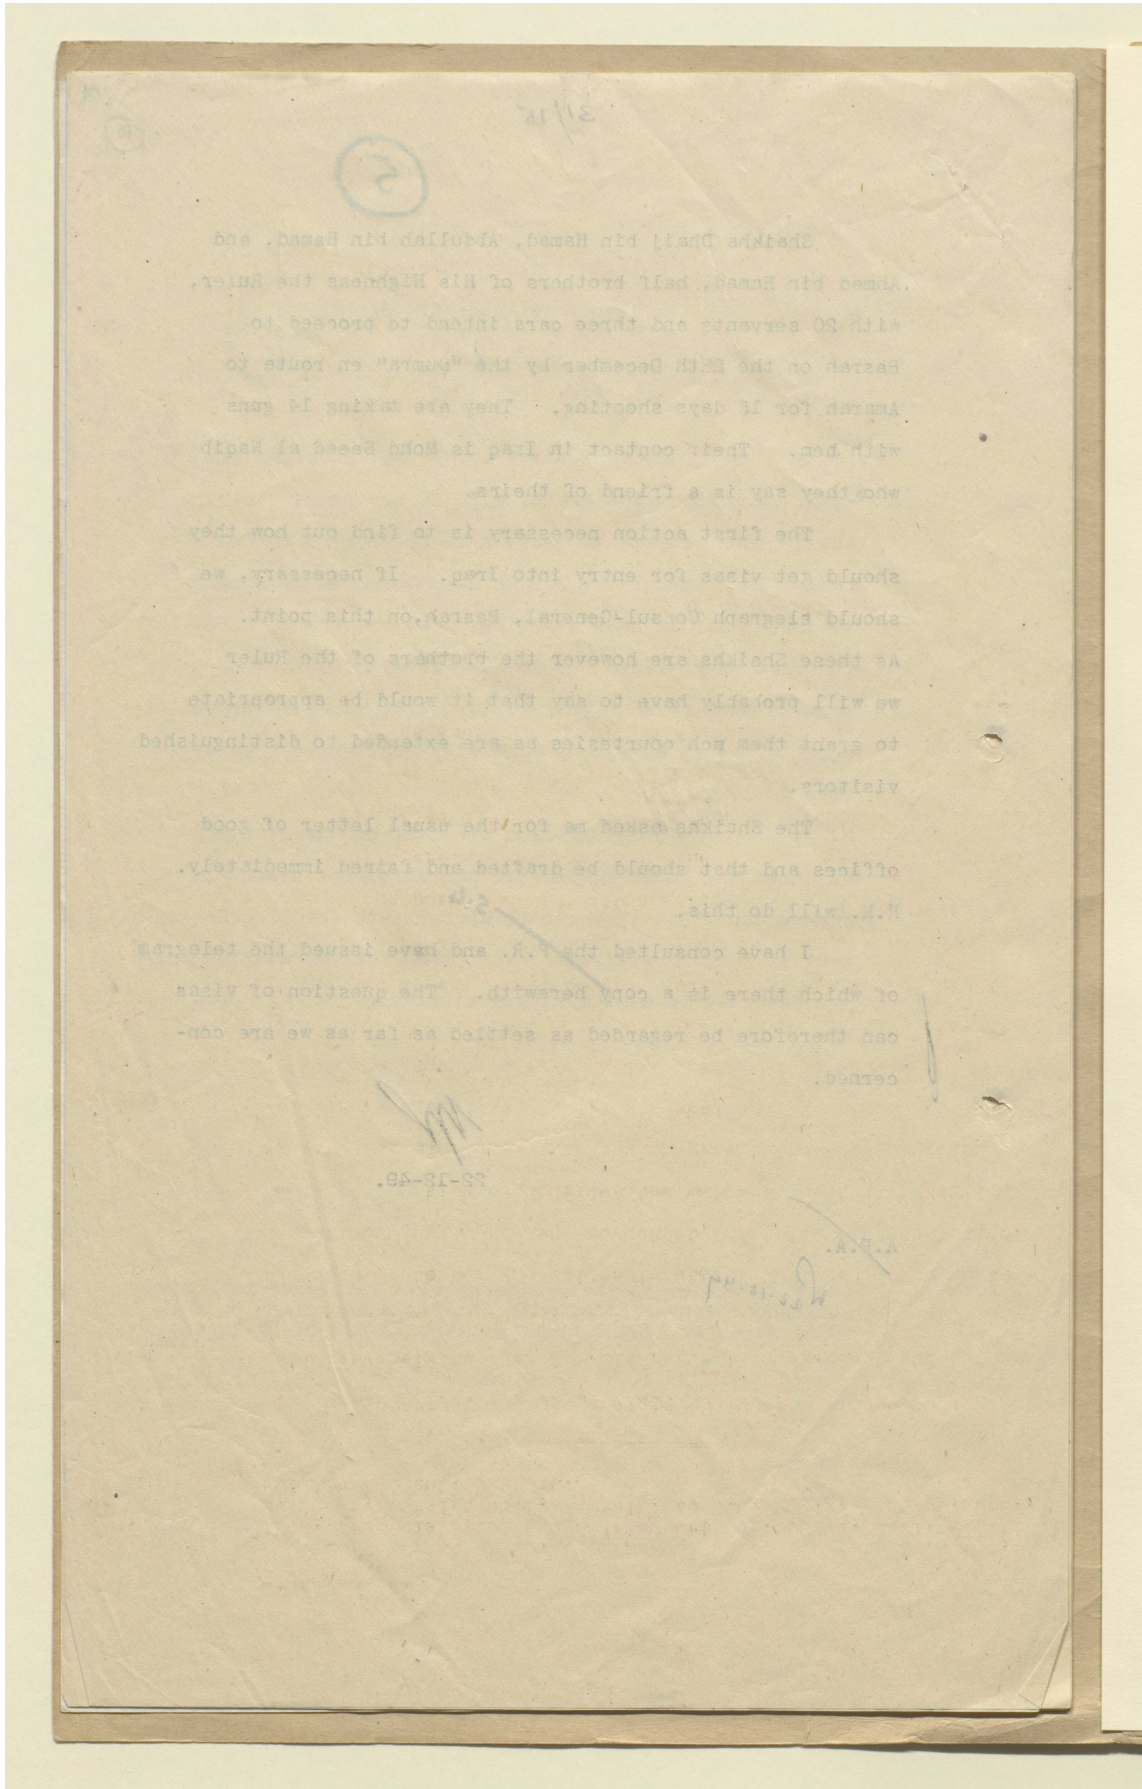 31/16
5
Shaikhs Dhaij bin Hamad, Abdullah bin Hamad, and
Ahmed bin Hamad, half brothers of His Highness the Ruler,
with 20 servants and three cars intend to proceed to
Basrah on the December by the "Dumra" en route to
Amarah for 15 days shooting. They are taking 14 guns
with hem. Their contact in Iraq is Mohd Saeed al Naqib
who they say is a friend of theirs.
The first action necessary is to find out how they
should get visas for entry into Iraq. If necessary, we
should telegraph Consul-General, Basrah, on this point.
As these Shaikhs are however the brothers of the Ruler
we will probably have to say that it would be appropriate
to grant them such courtesies as are extended to distinguished
visitors.
The Shaikhs asked me for the usual letter of good
offices and that should be drafted and faired immediately.
will do this.
I have consulted the P.R. and have issued the telegram
of which there is a copy herewith. The question of visas
can therefore be regarded as settled as far as we are con-
cerned.
22-12-49.
A.P.A.